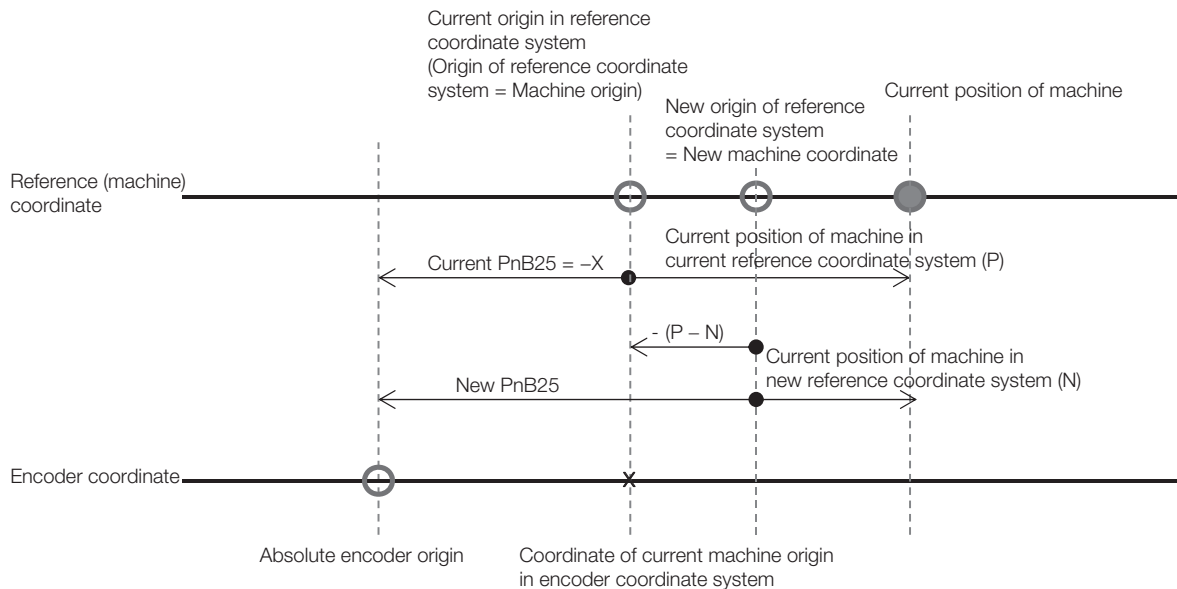 Current origin in reference
coordinate system
(Origin of reference coordinate
system = Machine origin)
New origin of reference
coordinate system
= New machine coordinate
Current position of machine
Reference (machine)
coordinate
Current PnB25 = –X
Current position of machine in
current reference coordinate system (P)
- (P – N)
Current position of machine in
new reference coordinate system (N)
New PnB25
Encoder coordinate
x
Absolute encoder origin
Coordinate of current machine origin
in encoder coordinate system